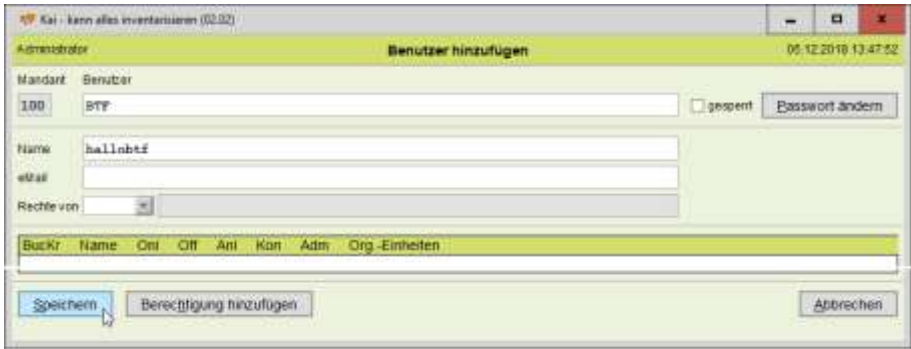 Kai - kann alles inventarisieren (02.02)
Administrator Benutzer hinzufügen 06.12.2018 13:47:52
Mandant Benutzer
100 BTF gesperrt Passwort ändern
Name hallobtf
eMail
Rechte von
BucKr Name Onl Off Anl Kon Adm Org.-Einheiten
Speichern Berechtigung hinzufügen Abbrechen